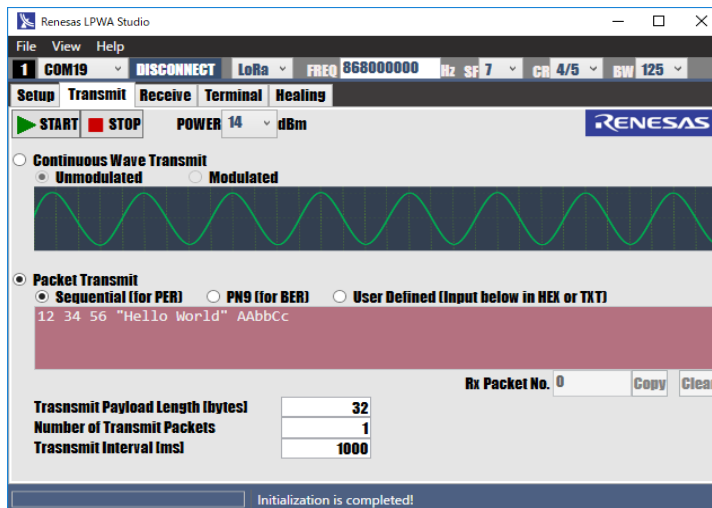 Renesas LPWA Studio
File View Help
1 COM19 DISCONNECT LoRa FREQ 868000000 Hz SF 7 CR 4/5 BW 125
Setup Transmit Receive Terminal Healing
START STOP POWER 14 dBm RENESAS
Continuous Wave Transmit
Unmodulated Modulated
Packet Transmit
Sequential (for PER) PN9 (for BER) User Defined (Input below in HEX or TXT)
12 34 56 "Hello World" AAbbCc
Rx Packet No. 0 Copy Clear
Trasnsmit Payload Length [bytes] 32
Number of Transmit Packets 1
Trasnsmit Interval [ms] 1000
Initialization is completed!